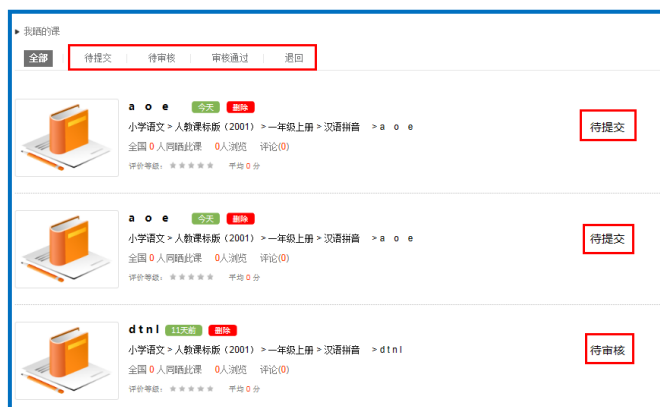 我晒的课
全部 待提交 待审核 审核通过 退回
a o e 今天 删除
小学语文 > 人教课标版（2001） > 一年级上册 > 汉语拼音 > a o e
待提交
全国 0 人同晒此课 0人浏览 评论(0)
评价等级： ★★★★★ 平均 0 分
a o e 今天 删除
小学语文 > 人教课标版（2001） > 一年级上册 > 汉语拼音 > a o e
待提交
全国 0 人同晒此课 0人浏览 评论(0)
评价等级： ★★★★★ 平均 0 分
d t n l 11天前 删除
小学语文 > 人教课标版（2001） > 一年级上册 > 汉语拼音 > d t n l
待审核
全国 0 人同晒此课 0人浏览 评论(0)
评价等级： ★★★★★ 平均 0 分